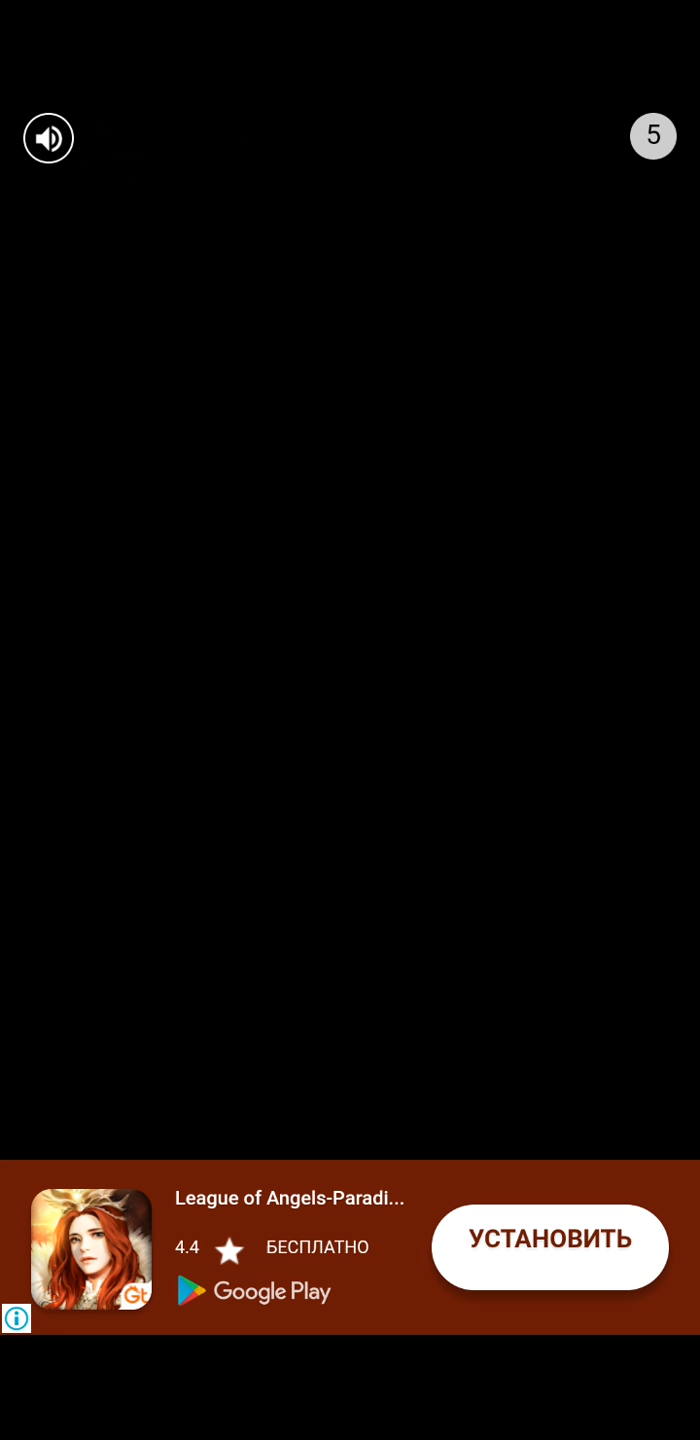 5
League of Angels-Paradi...
4.4 БЕСПЛАТНО
Google Play
УСТАНОВИТЬ
Gt